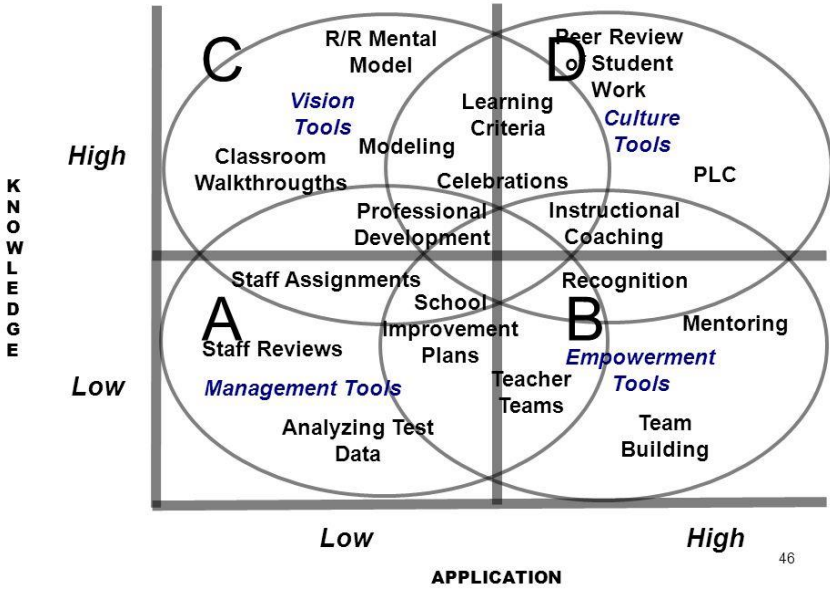 C
R/R Mental
Model
D
Peer Review
of Student
Work
Vision
Tools
Learning
Criteria
Culture
Tools
High
Classroom
Walkthrougths
Modeling
Celebrations
PLC
Professional
Development
Instructional
Coaching
KNOWLEDGE
Staff Assignments
Recognition
A
School
Improvement
Plans
B
Mentoring
Staff Reviews
Low
Management Tools
Empowerment
Tools
Teacher
Teams
Analyzing Test
Data
Team
Building
Low
High
46
APPLICATION